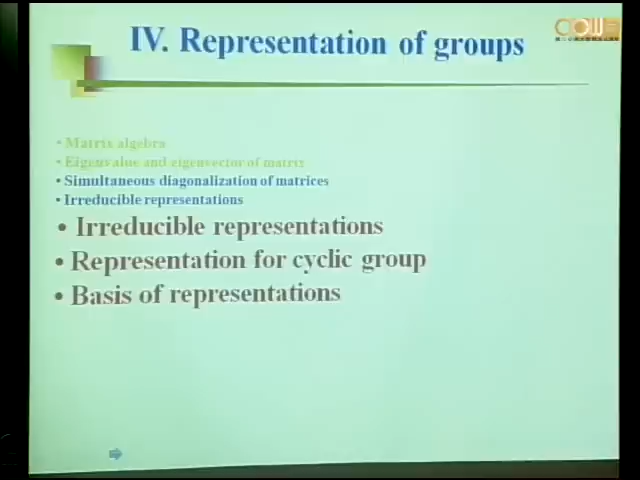 IV. Representation of groups
• Matrix algebra
• Eigenvalue and eigenvector of matrix
• Simultaneous diagonalization of matrices
• Irreducible representations
• Irreducible representations
• Representation for cyclic group
• Basis of representations